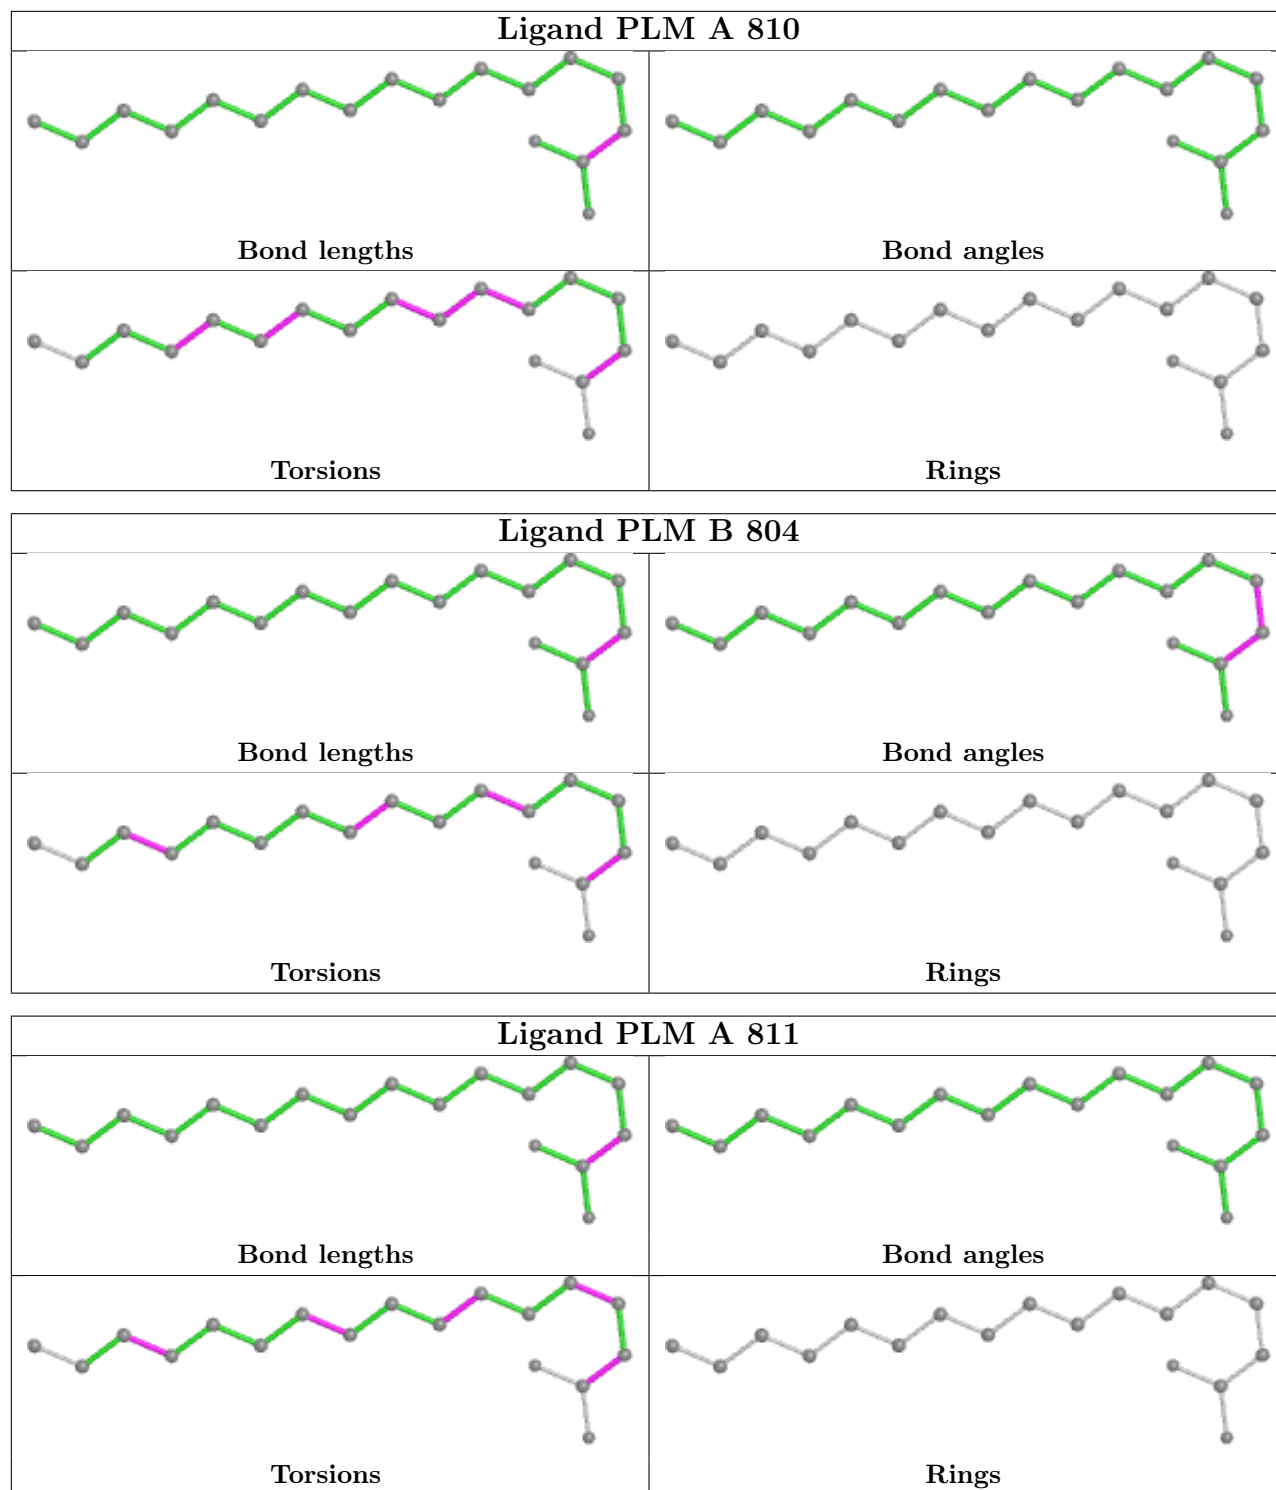 Ligand PLM A 810
Bond lengths
Bond angles
Torsions
Rings
Ligand PLM B 804
Bond lengths
Bond angles
Torsions
Rings
Ligand PLM A 811
Bond lengths
Bond angles
Torsions
Rings